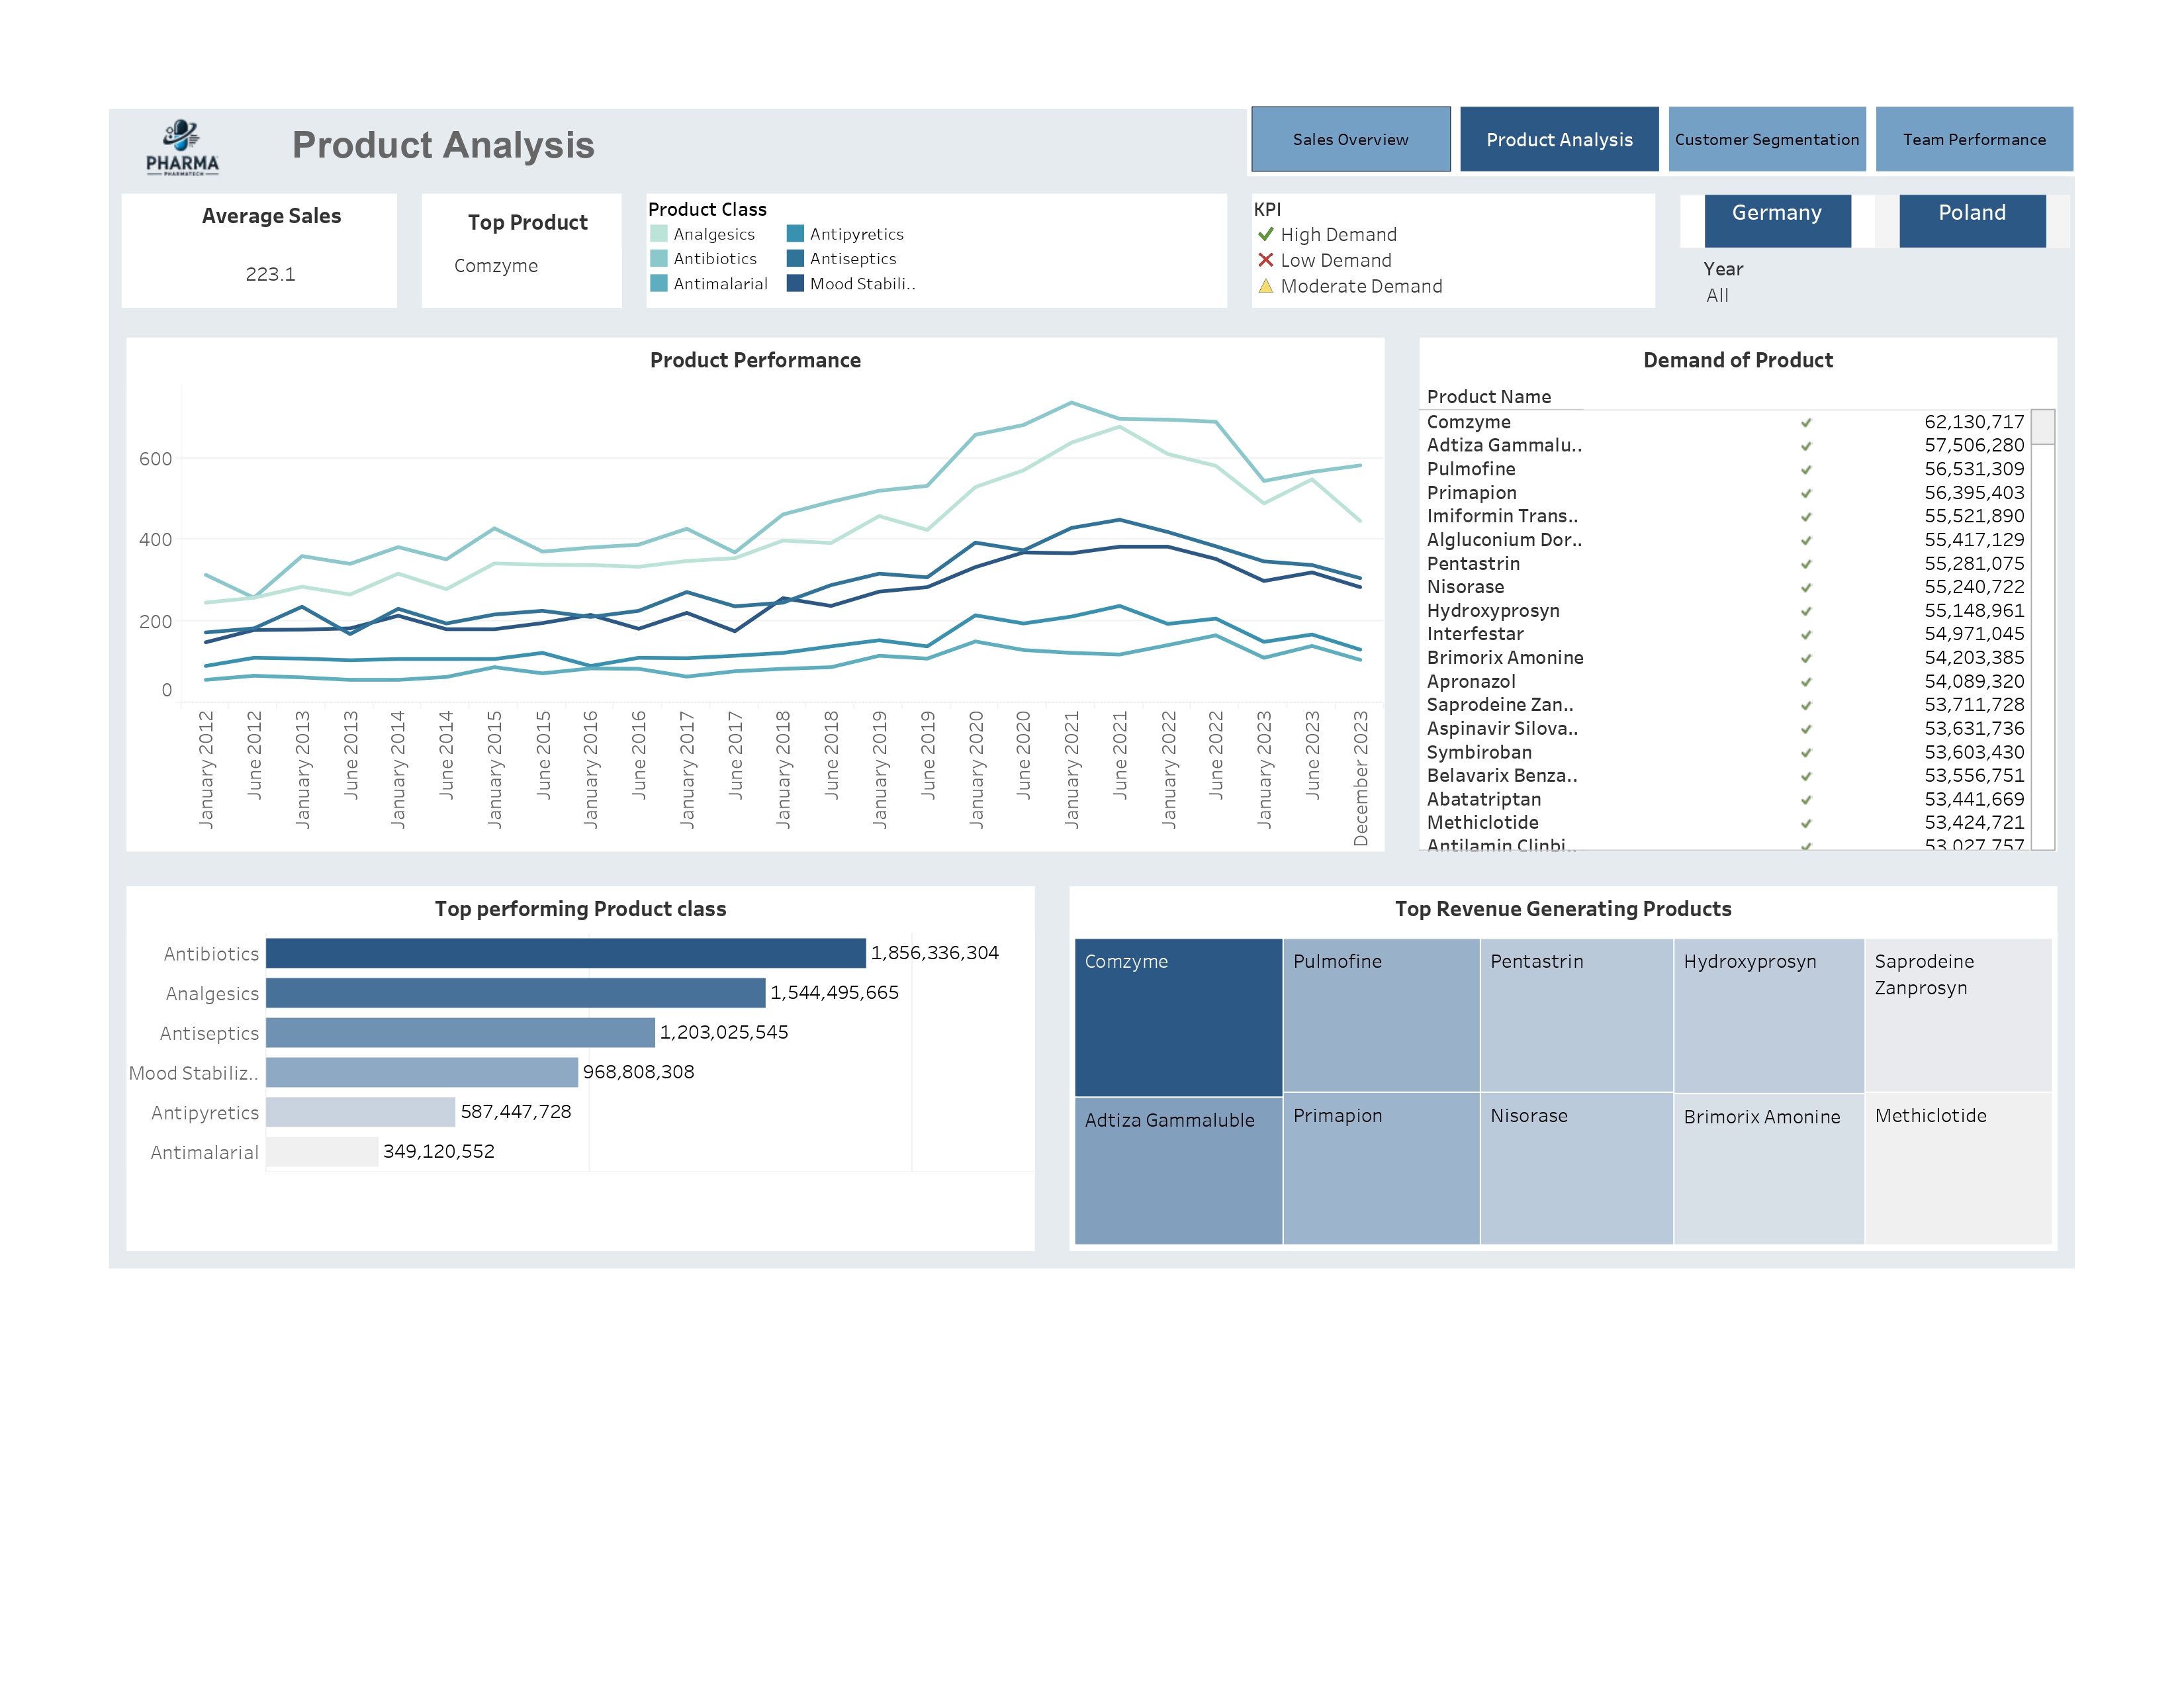 PHARMA
PHARMATECH
Product Analysis
Sales Overview
Product Analysis
Customer Segmentation
Team Performance
Average Sales
223.1
Top Product
Comzyme
Product Class
Analgesics
Antibiotics
Antimalarial
Antipyretics
Antiseptics
Mood Stabili..
KPI
High Demand
Low Demand
Moderate Demand
Germany
Poland
Year
All
Product Performance
600
400
200
0
January 2012
June 2012
January 2013
June 2013
January 2014
June 2014
January 2015
June 2015
January 2016
June 2016
January 2017
June 2017
January 2018
June 2018
January 2019
June 2019
January 2020
June 2020
January 2021
June 2021
January 2022
June 2022
January 2023
June 2023
December 2023
Demand of Product
Product Name
Comzyme 62,130,717
Adtiza Gammalu.. 57,506,280
Pulmofine 56,531,309
Primapion 56,395,403
Imiformin Trans.. 55,521,890
Algluconium Dor.. 55,417,129
Pentastrin 55,281,075
Nisorase 55,240,722
Hydroxyprosyn 55,148,961
Interfestar 54,971,045
Brimorix Amonine 54,203,385
Apronazol 54,089,320
Saprodeine Zan.. 53,711,728
Aspinavir Silova.. 53,631,736
Symbiroban 53,603,430
Belavarix Benza.. 53,556,751
Abatatriptan 53,441,669
Methiclotide 53,424,721
Antilamin Clinbi.. 53,027,757
Top performing Product class
Antibiotics 1,856,336,304
Analgesics 1,544,495,665
Antiseptics 1,203,025,545
Mood Stabiliz.. 968,808,308
Antipyretics 587,447,728
Antimalarial 349,120,552
Top Revenue Generating Products
Comzyme
Pulmofine
Pentastrin
Hydroxyprosyn
Saprodeine
Zanprosyn
Adtiza Gammaluble
Primapion
Nisorase
Brimorix Amonine
Methiclotide